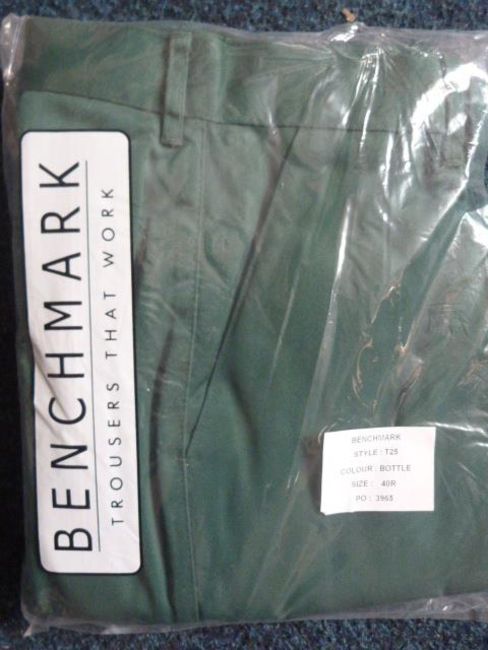 BENCHMARK
TROUSERS THAT WORK
BENCHMARK
STYLE : T25
COLOUR : BOTTLE
SIZE : 40R
PO : 3965